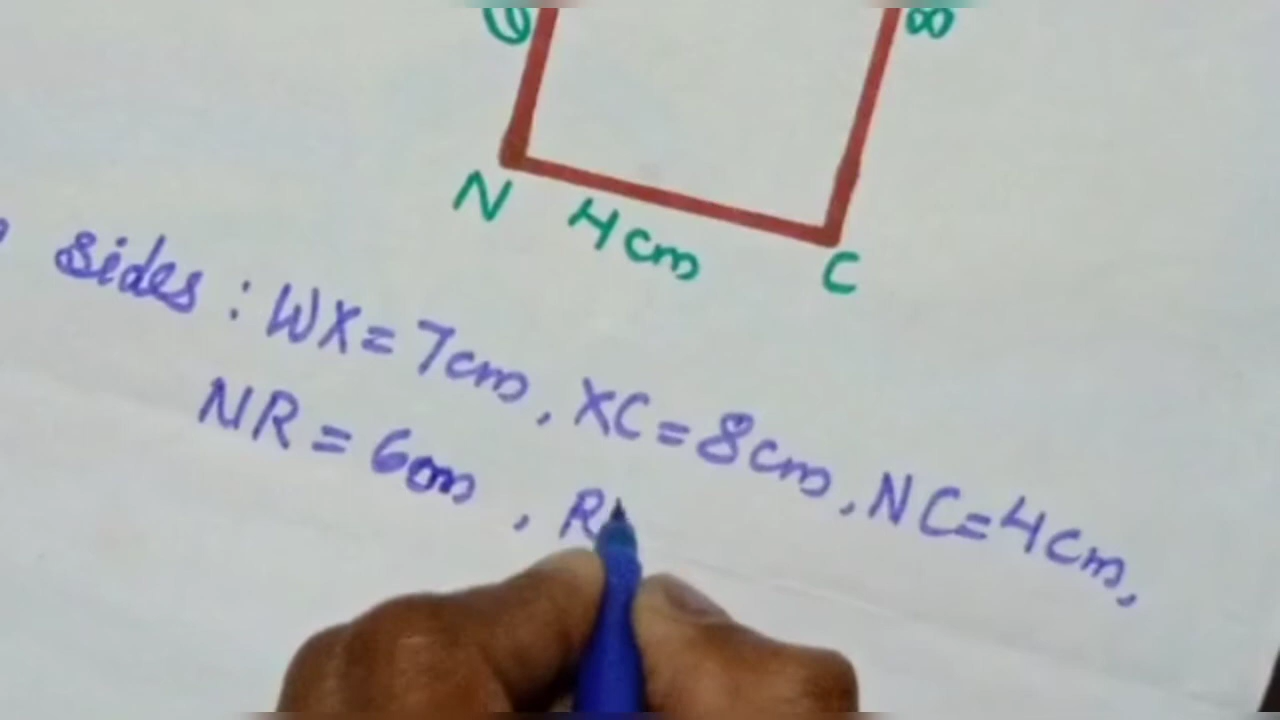 N 4cm C
sides : WX = 7cm, XC = 8cm, NC = 4cm,
NR = 6cm, R